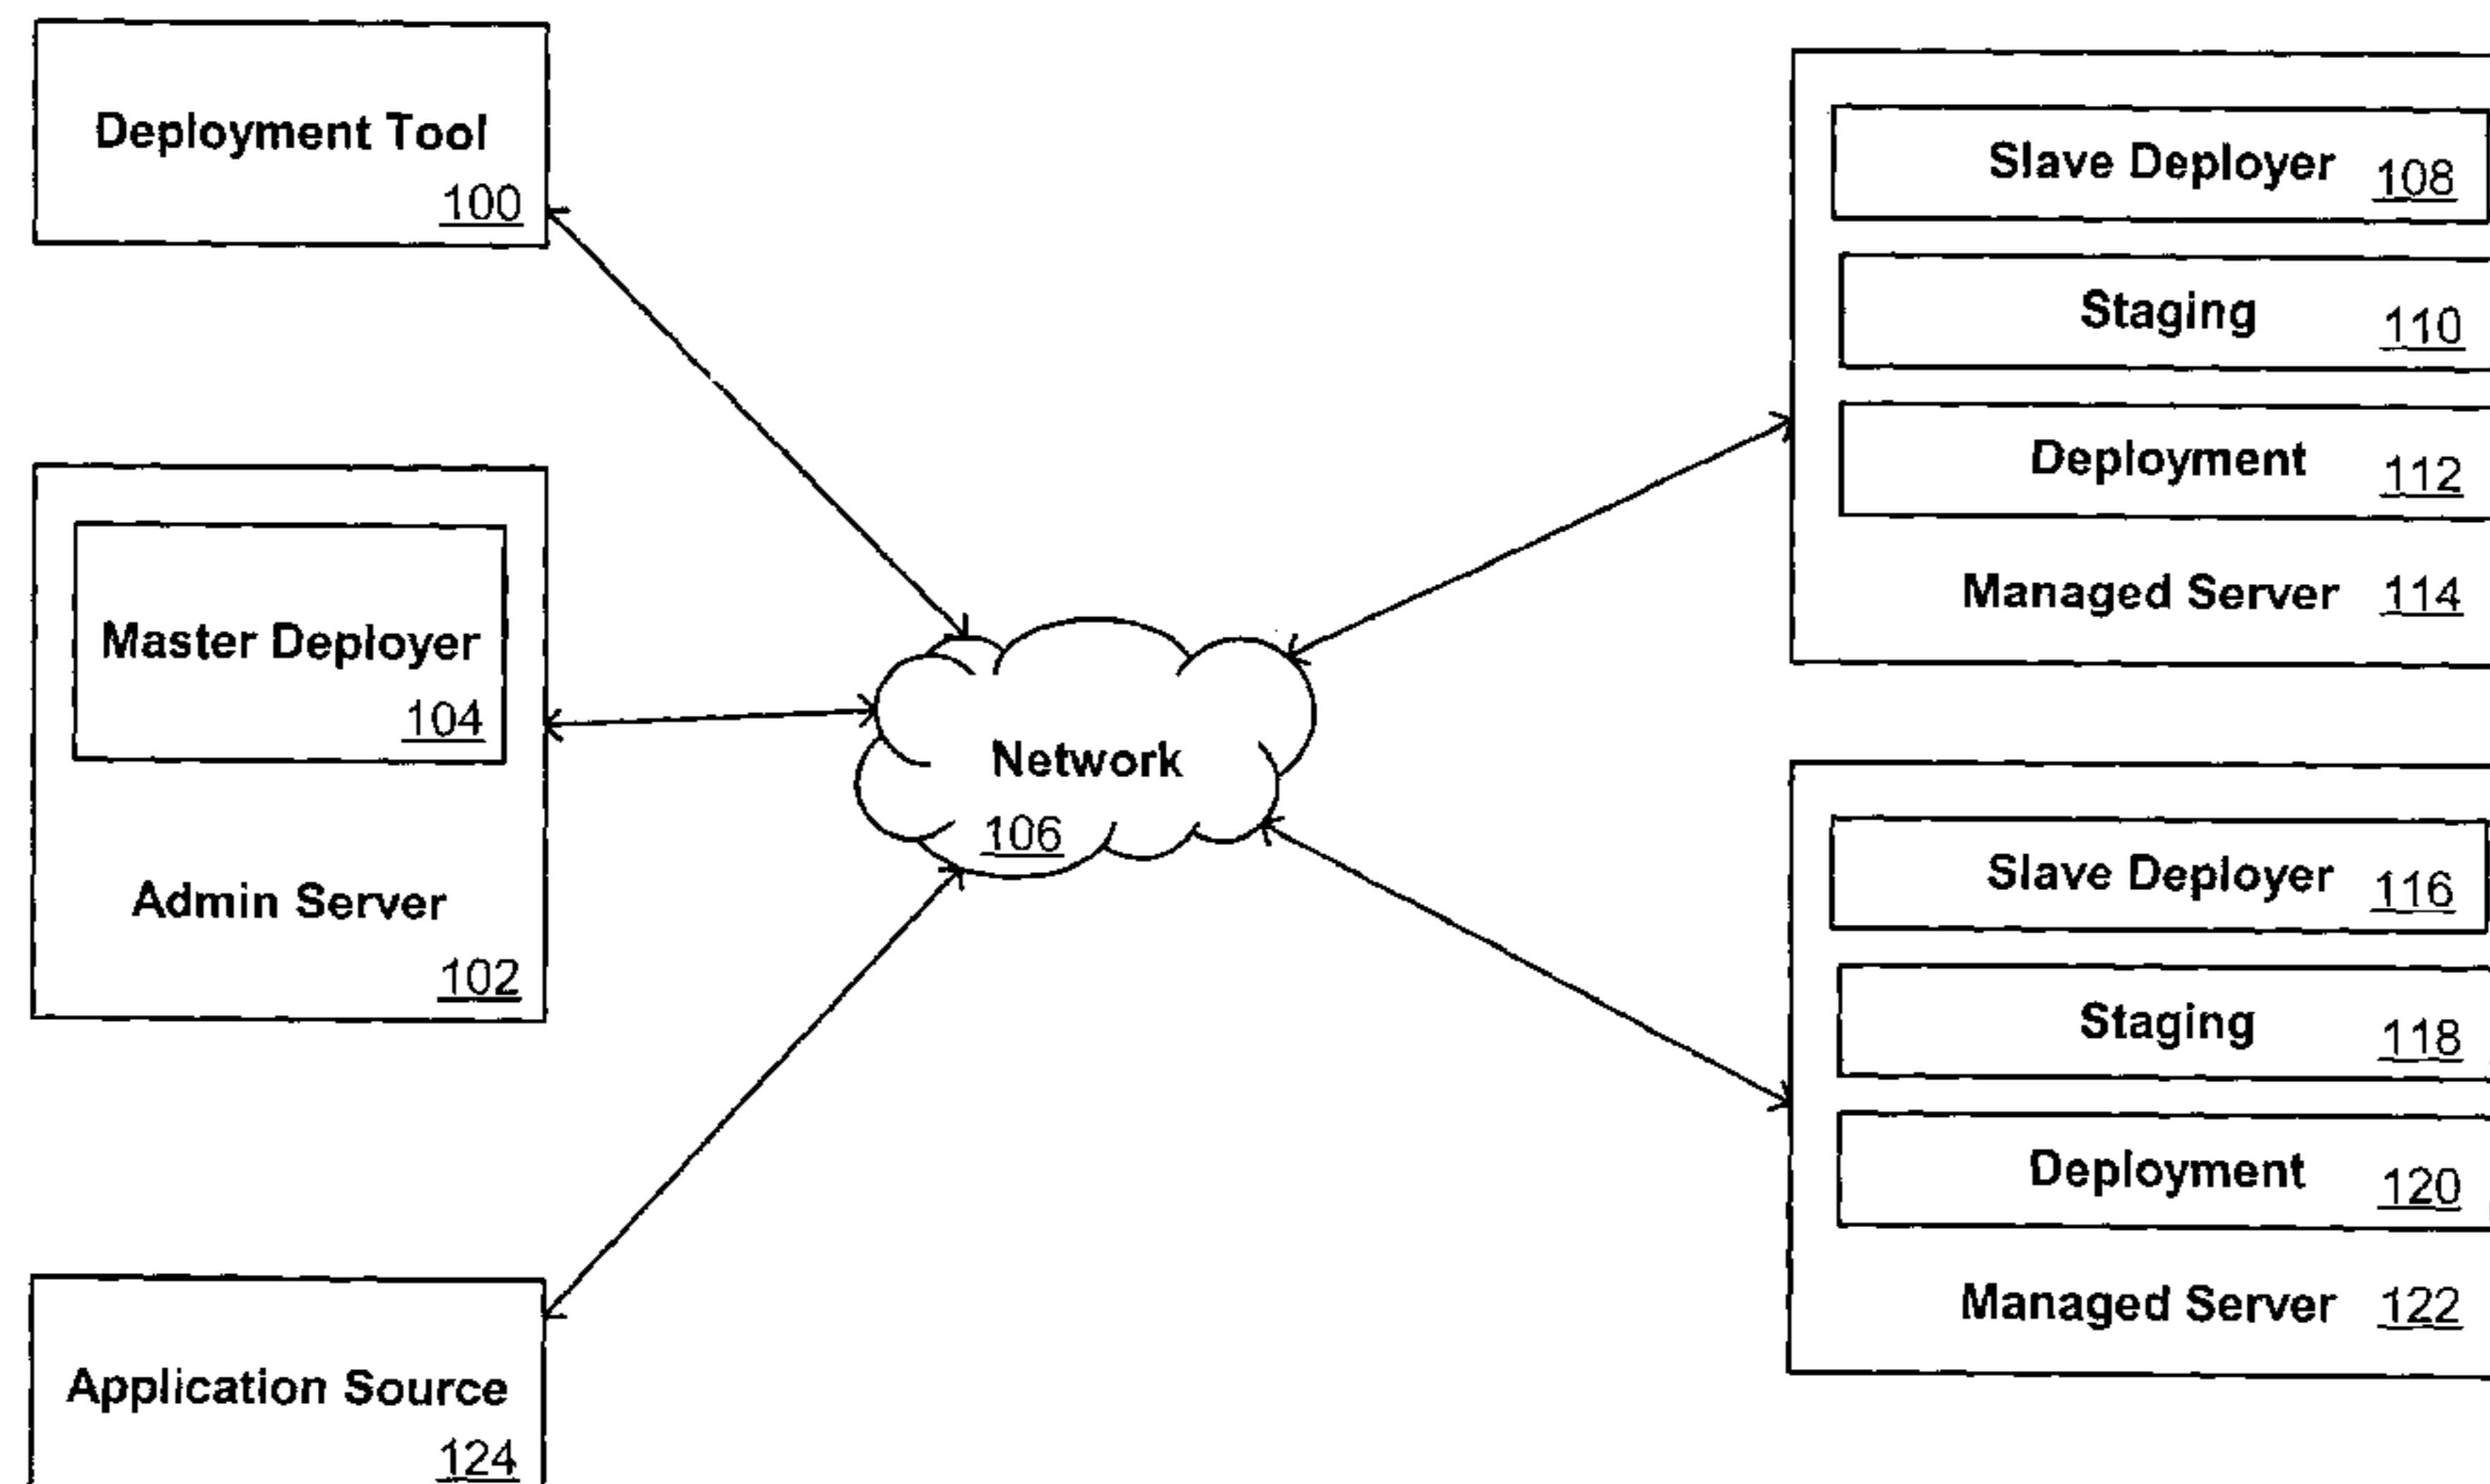 Deployment Tool
100
Master Deployer
104
Admin Server
102
Application Source
124
Network
106
Slave Deployer 108
Staging 110
Deployment 112
Managed Server 114
Slave Deployer 116
Staging 118
Deployment 120
Managed Server 122